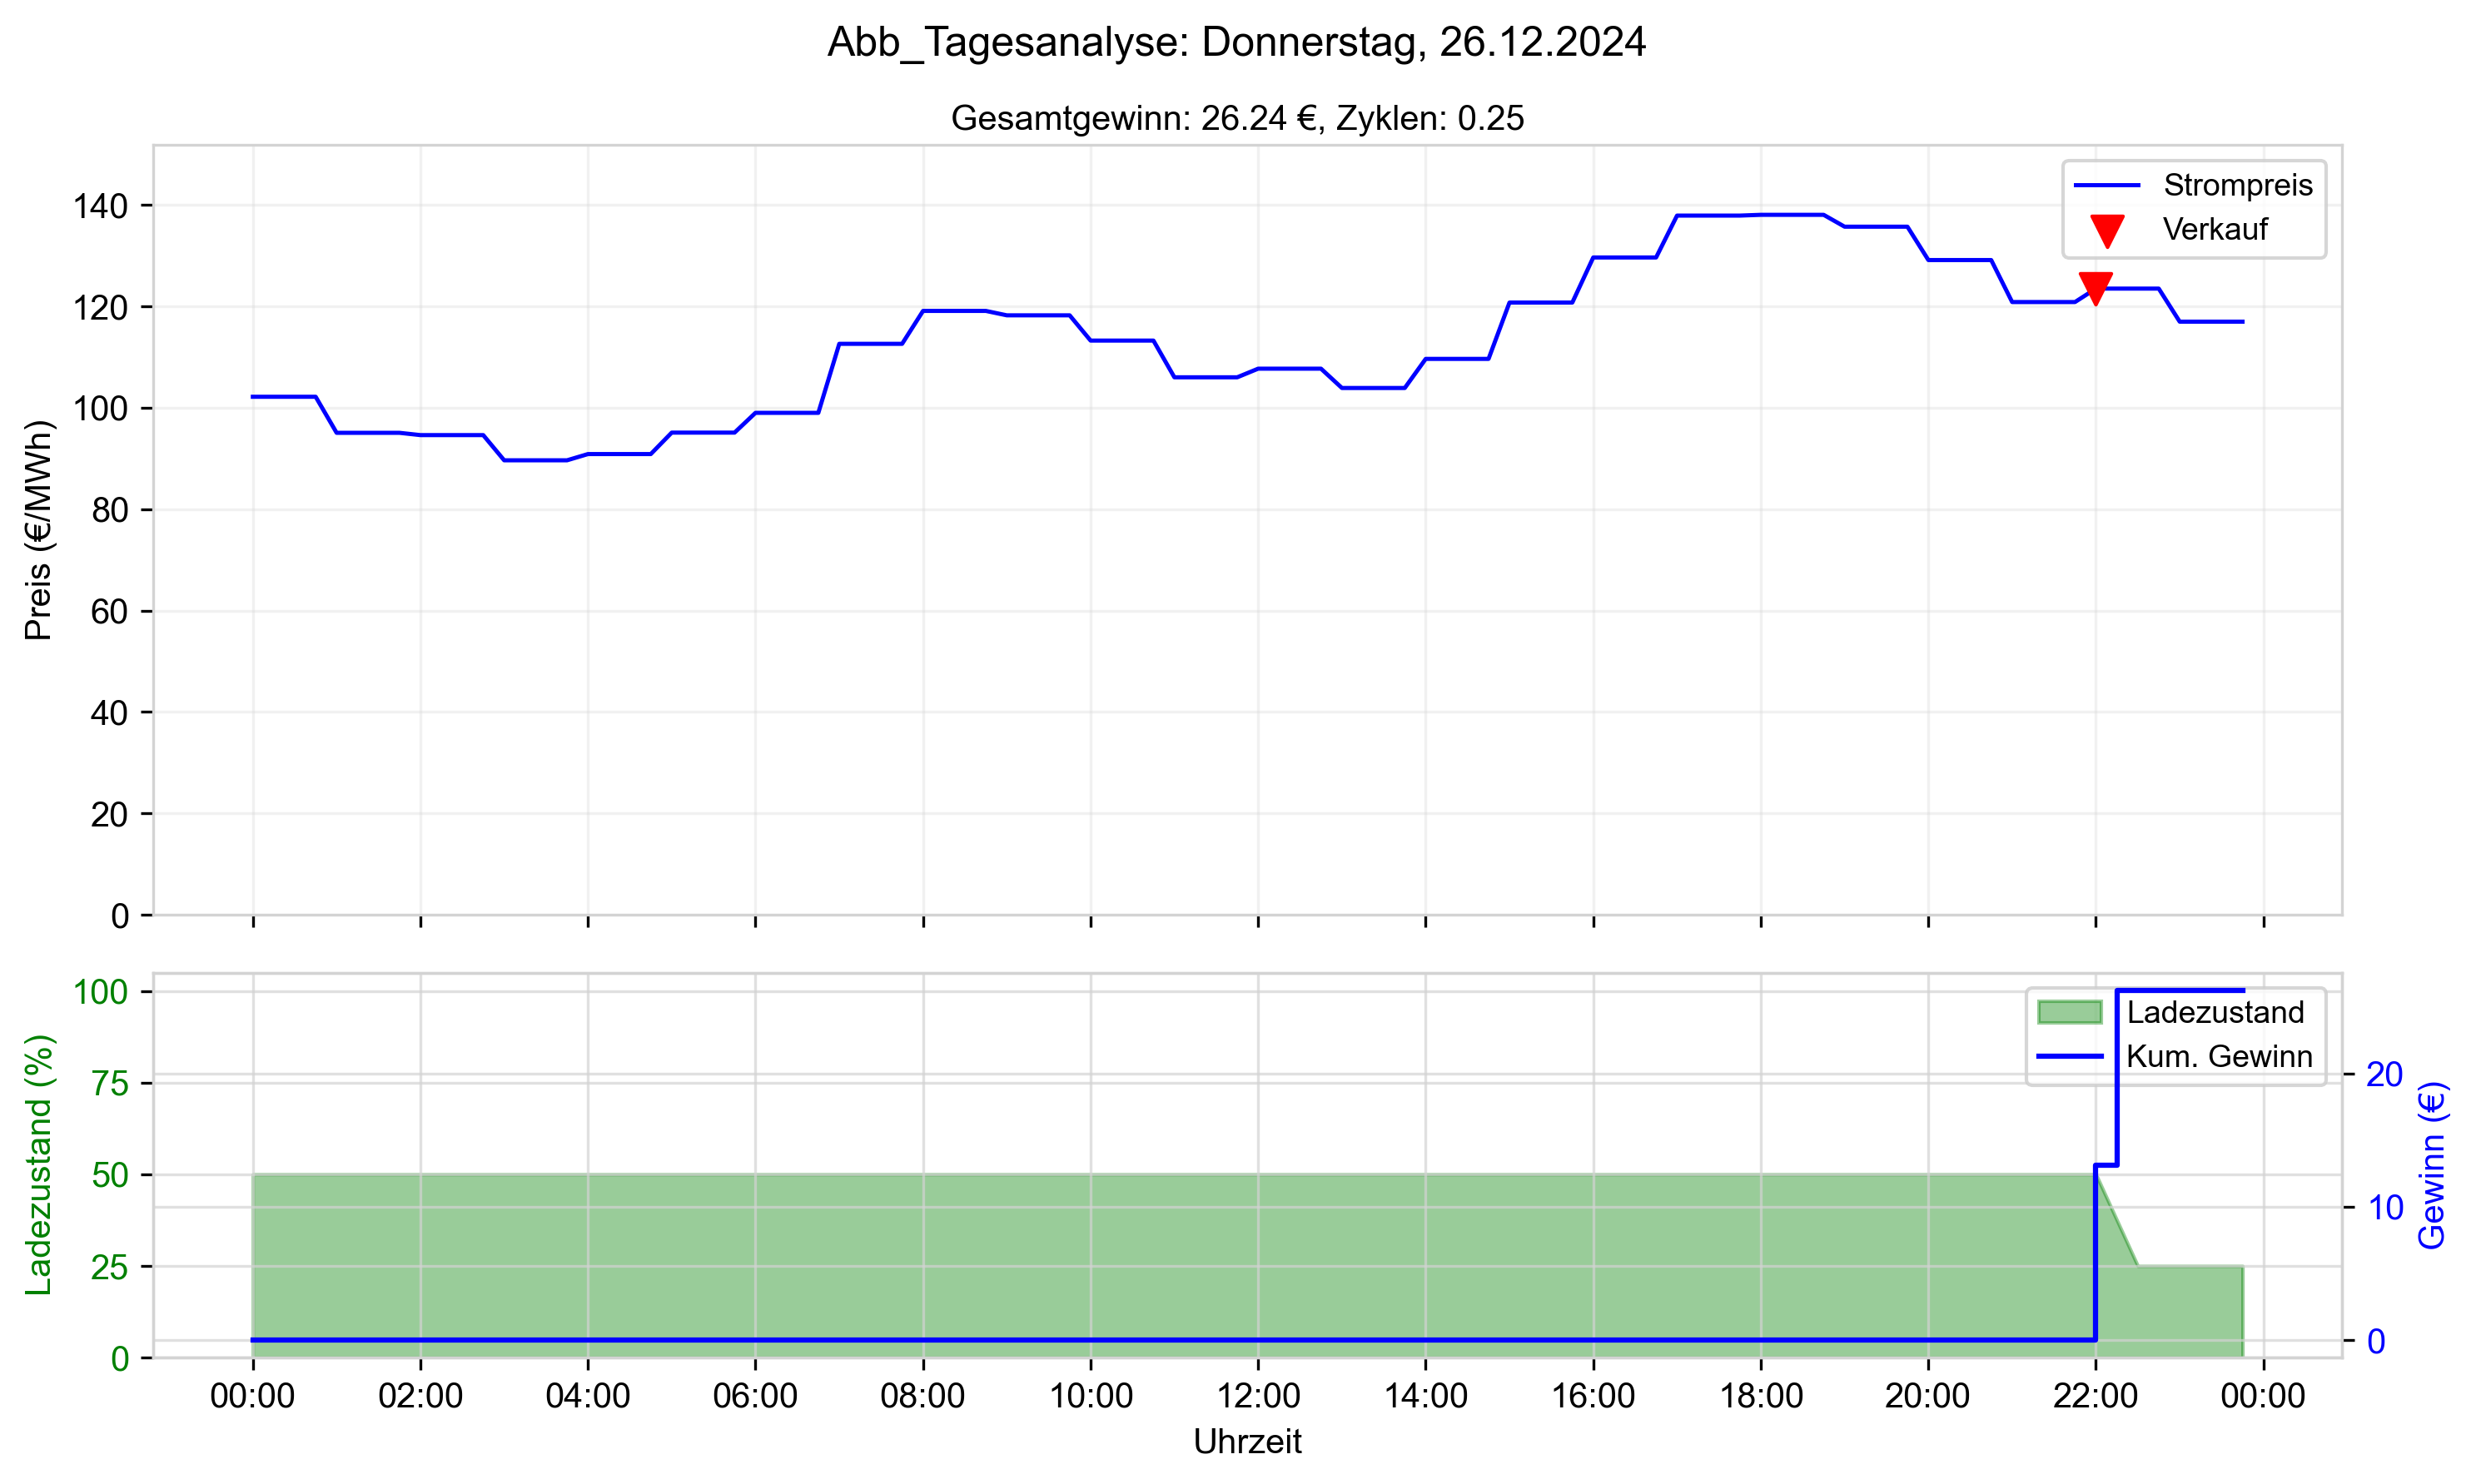 Abb_Tagesanalyse: Donnerstag, 26.12.2024
Gesamtgewinn: 26.24 €, Zyklen: 0.25
Strompreis
Verkauf
140
120
100
80
60
40
20
0
Preis (€/MWh)
Ladezustand
Kum. Gewinn
100
75
50
25
0
Ladezustand (%)
20
10
0
Gewinn (€)
00:00 02:00 04:00 06:00 08:00 10:00 12:00 14:00 16:00 18:00 20:00 22:00 00:00
Uhrzeit